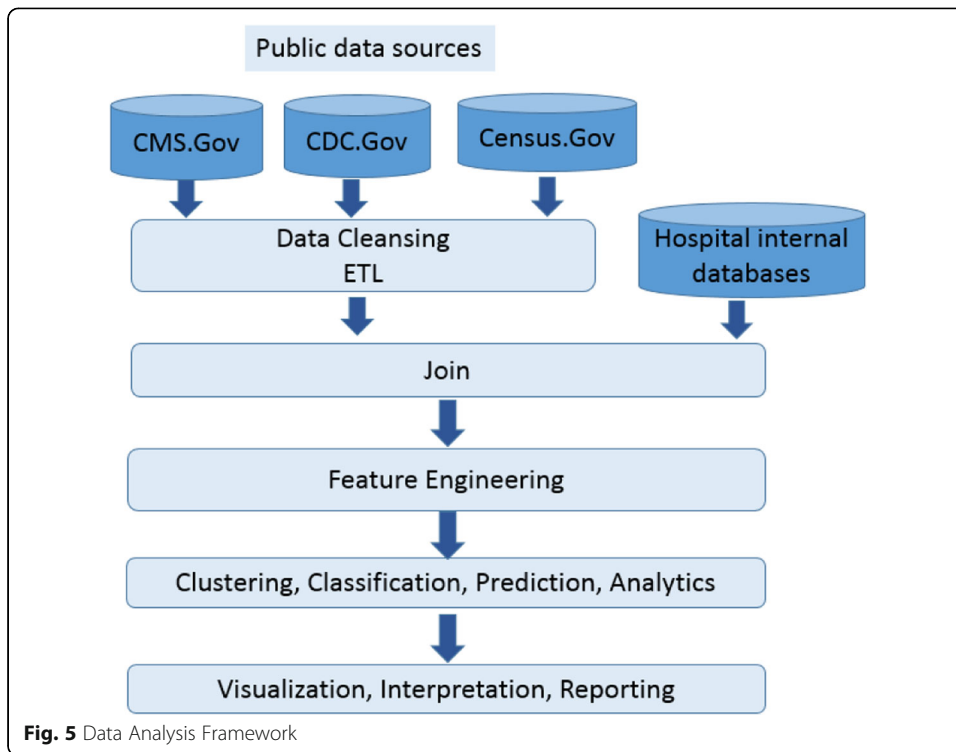 Public data sources
CMS.Gov
CDC.Gov
Census.Gov
Data Cleansing
ETL
Hospital internal
databases
Join
Feature Engineering
Clustering, Classification, Prediction, Analytics
Visualization, Interpretation, Reporting
Fig. 5 Data Analysis Framework